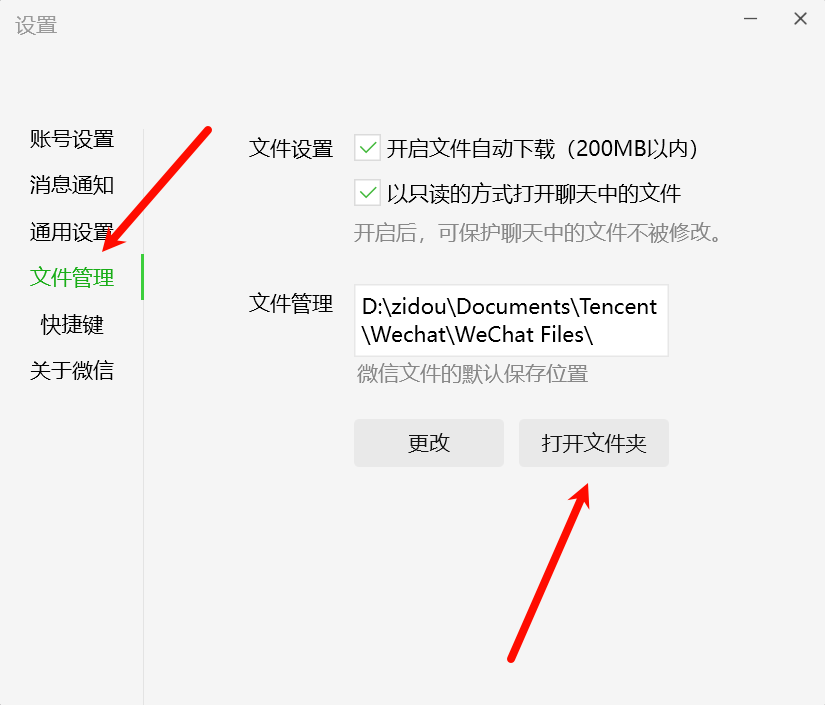 设置
账号设置
消息通知
通用设置
文件管理
快捷键
关于微信
文件设置
开启文件自动下载（200MB以内）
以只读的方式打开聊天中的文件
开启后，可保护聊天中的文件不被修改。
文件管理
D:\zidou\Documents\Tencent
\Wechat\WeChat Files\
微信文件的默认保存位置
更改
打开文件夹